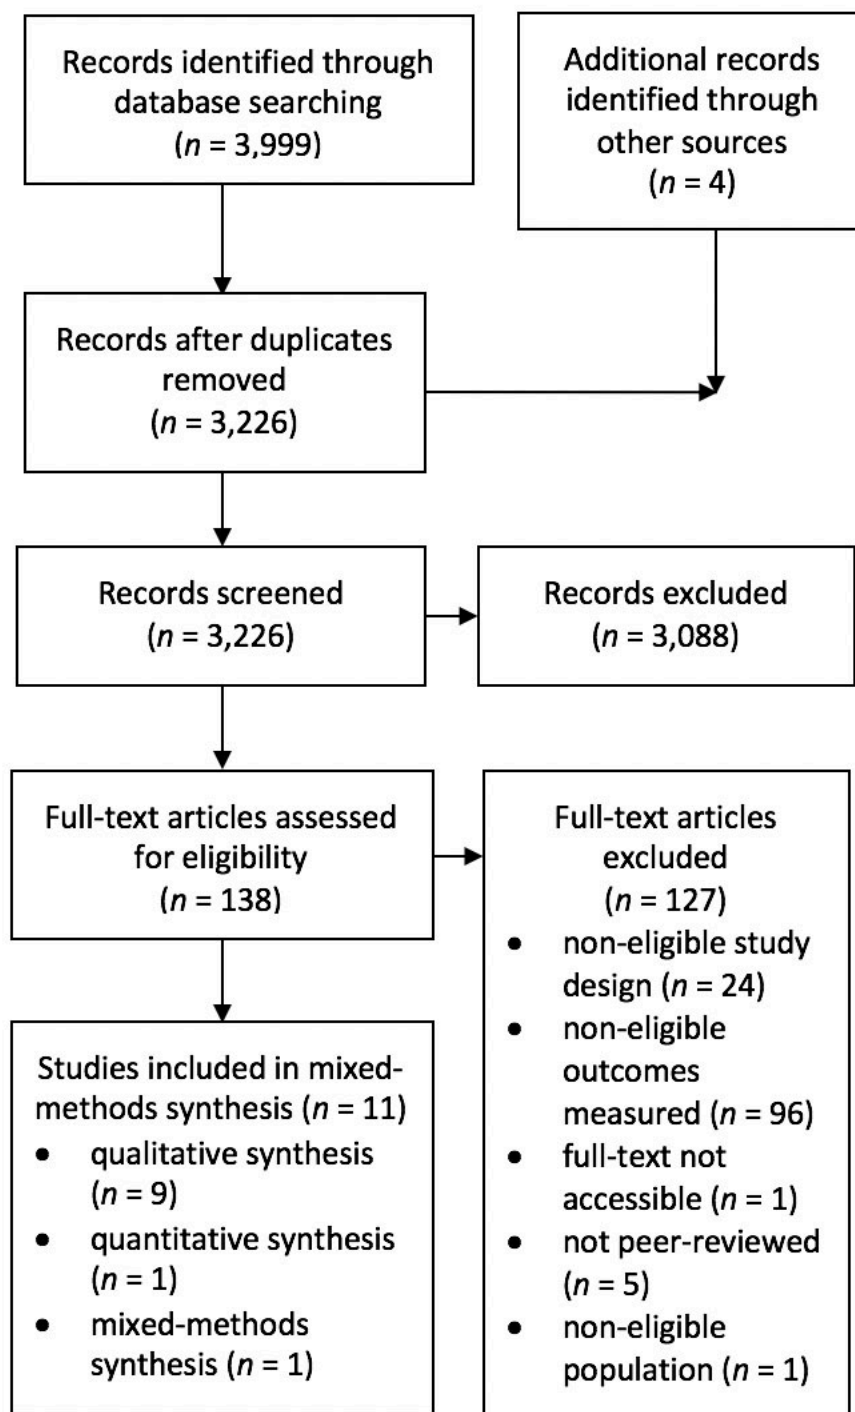 Records identified through
database searching
(n = 3,999)
Additional records
identified through
other sources
(n = 4)
Records after duplicates
removed
(n = 3,226)
Records screened
(n = 3,226)
Records excluded
(n = 3,088)
Full-text articles assessed
for eligibility
(n = 138)
Full-text articles
excluded
(n = 127)
• non-eligible study
design (n = 24)
• non-eligible
outcomes
measured (n = 96)
• full-text not
accessible (n = 1)
• not peer-reviewed
(n = 5)
• non-eligible
population (n = 1)
Studies included in mixed-
methods synthesis (n = 11)
• qualitative synthesis
(n = 9)
• quantitative synthesis
(n = 1)
• mixed-methods
synthesis (n = 1)